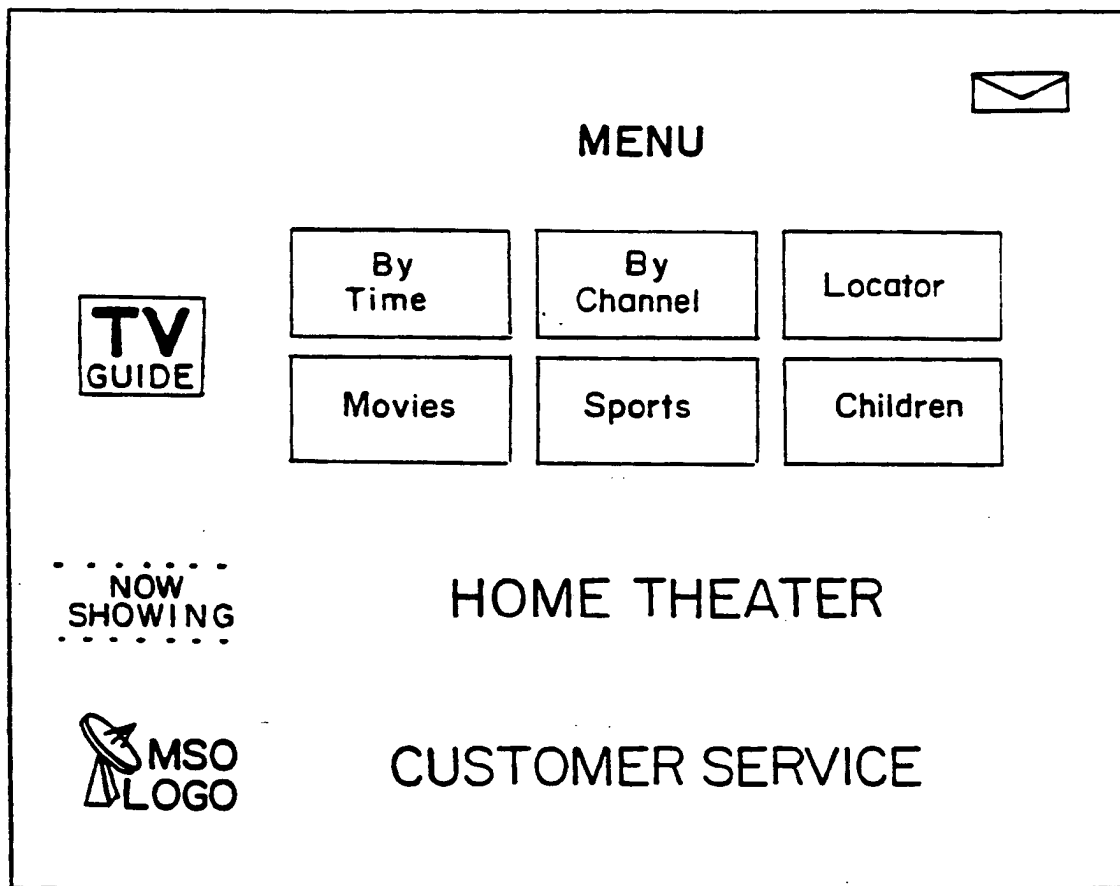 MENU
By
Time
By
Channel
Locator
TV
GUIDE
Movies
Sports
Children
NOW
SHOWING
HOME THEATER
MSO
LOGO
CUSTOMER SERVICE